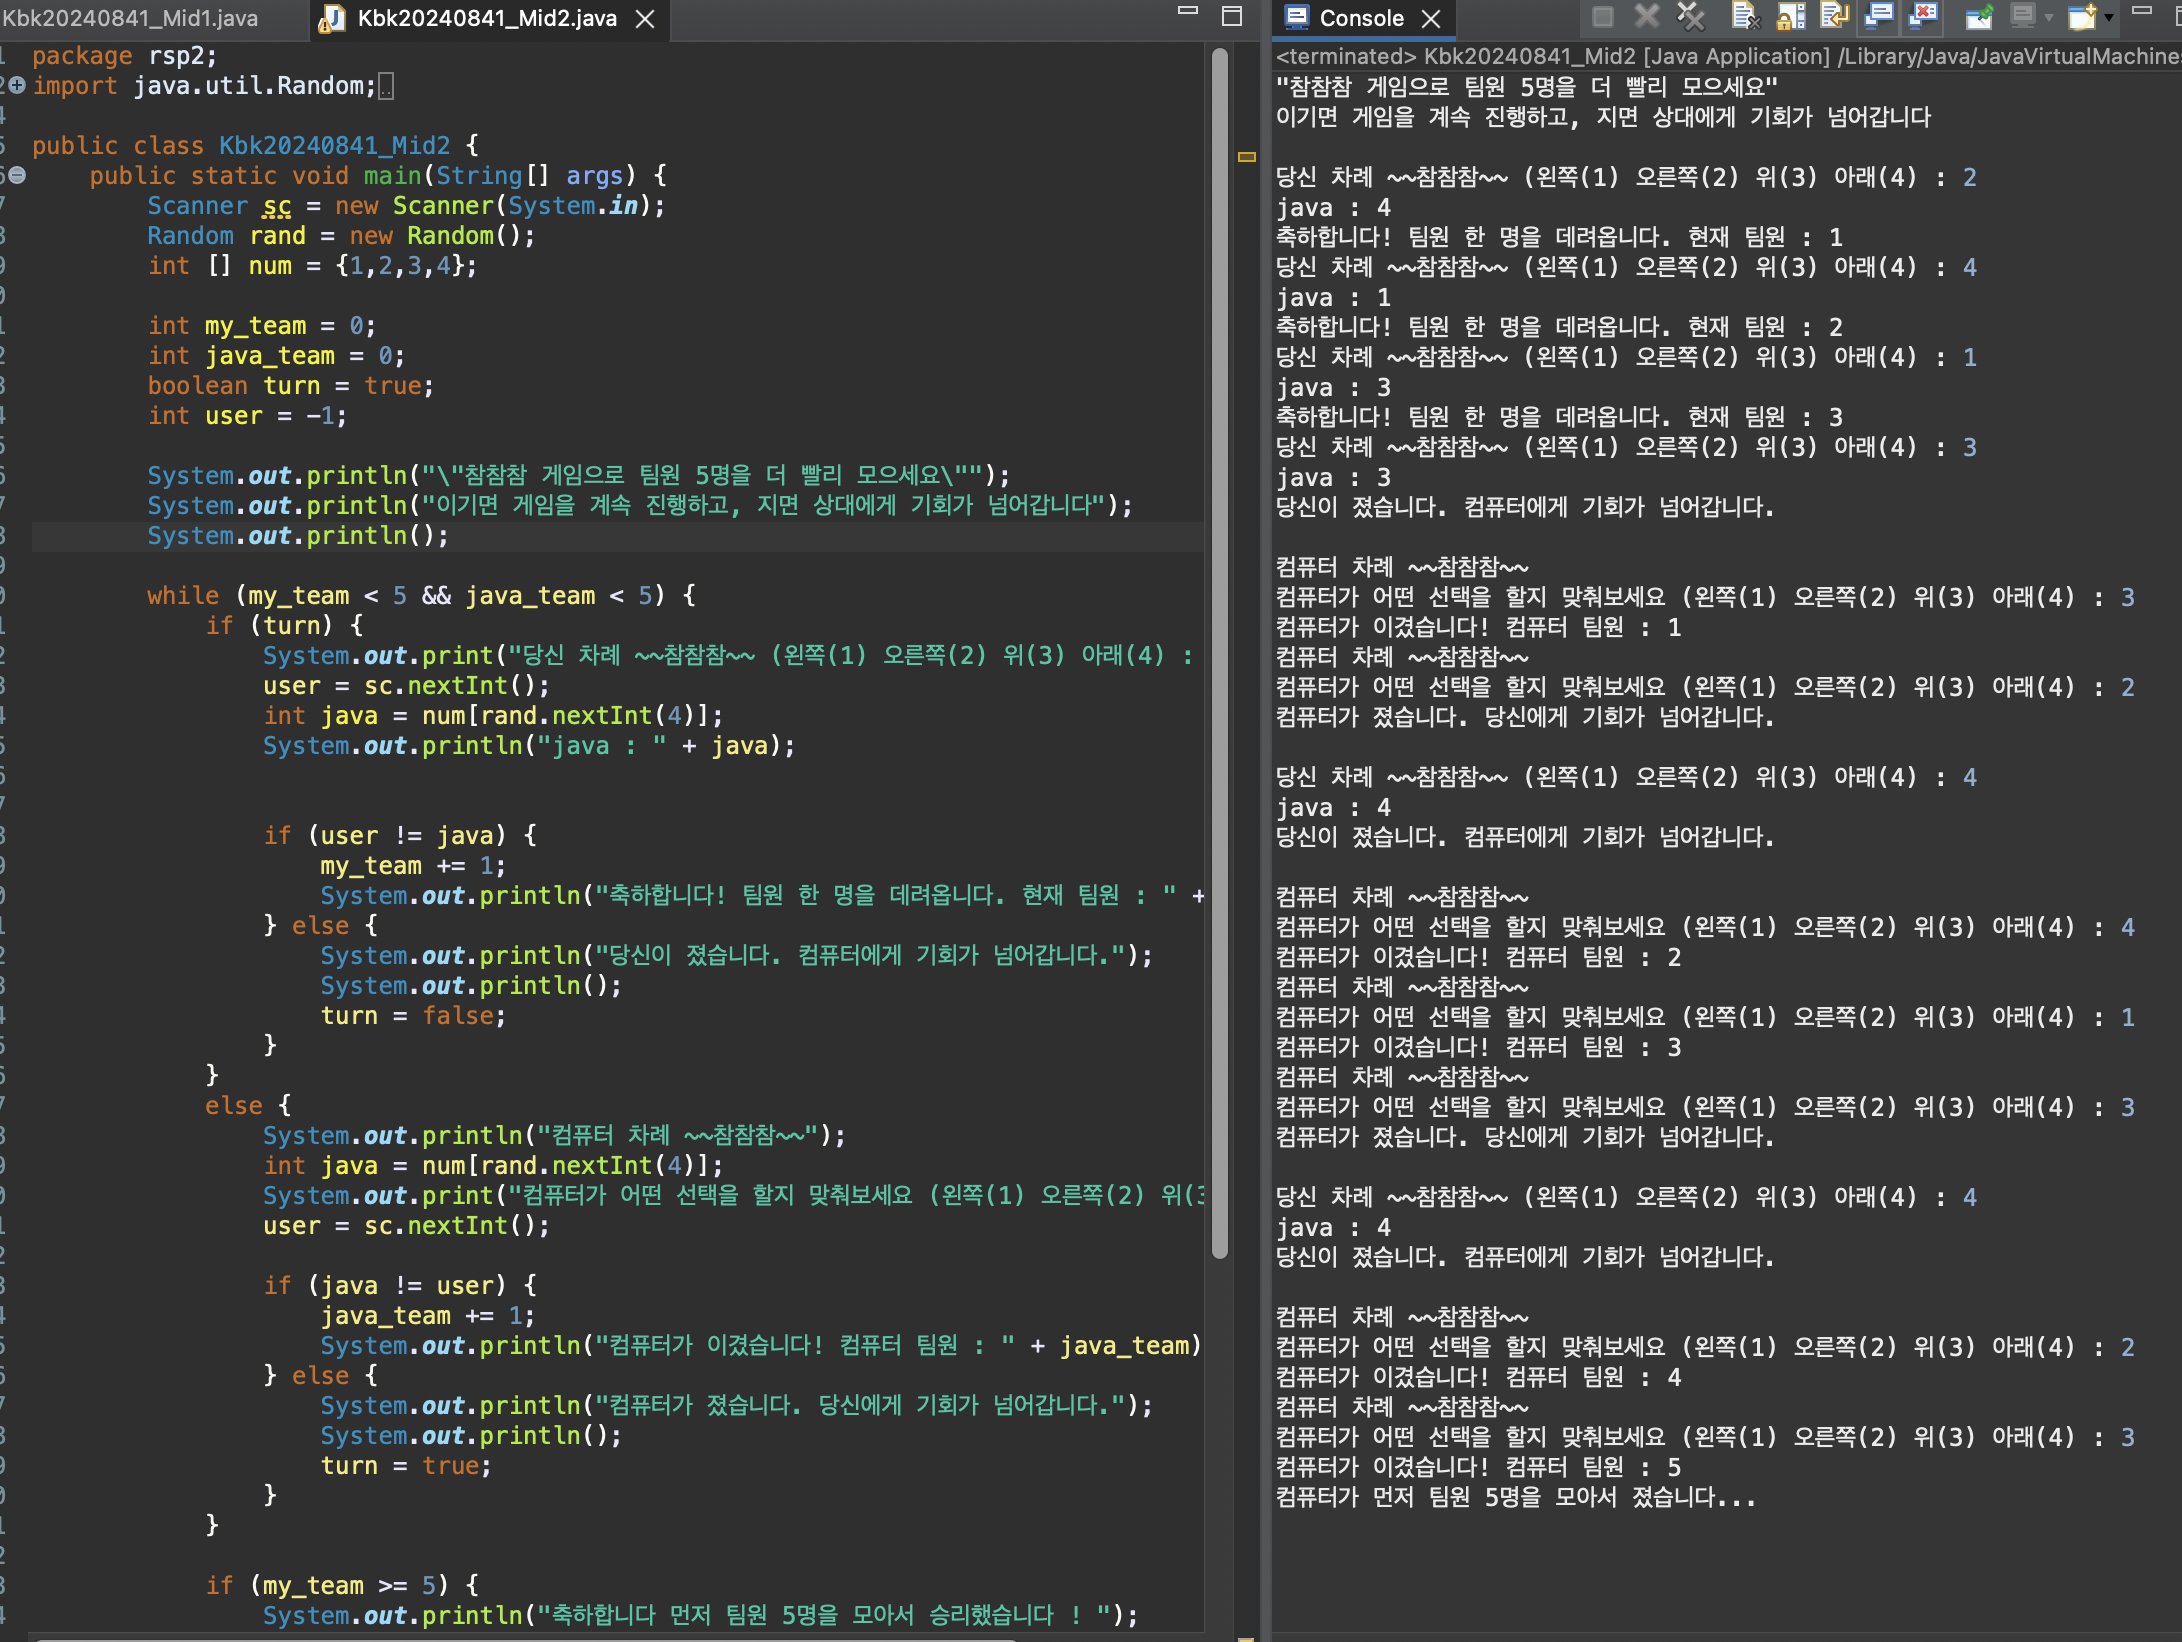 Kbk20240841_Mid1.java
Kbk20240841_Mid2.java
package rsp2;
import java.util.Random;
public class Kbk20240841_Mid2 {
public static void main(String[] args) {
Scanner sc = new Scanner(System.in);
Random rand = new Random();
int [] num = {1,2,3,4};
int my_team = 0;
int java_team = 0;
boolean turn = true;
int user = -1;
System.out.println("\"참참참 게임으로 팀원 5명을 더 빨리 모으세요\"");
System.out.println("이기면 게임을 계속 진행하고, 지면 상대에게 기회가 넘어갑니다");
System.out.println();
while (my_team < 5 && java_team < 5) {
if (turn) {
System.out.print("당신 차례 ~~참참참~~ (왼쪽(1) 오른쪽(2) 위(3) 아래(4) :
user = sc.nextInt();
int java = num[rand.nextInt(4)];
System.out.println("java : " + java);
if (user != java) {
my_team += 1;
System.out.println("축하합니다! 팀원 한 명을 데려옵니다. 현재 팀원 : " +
} else {
System.out.println("당신이 졌습니다. 컴퓨터에게 기회가 넘어갑니다.");
System.out.println();
turn = false;
}
}
else {
System.out.println("컴퓨터 차례 ~~참참참~~");
int java = num[rand.nextInt(4)];
System.out.print("컴퓨터가 어떤 선택을 할지 맞춰보세요 (왼쪽(1) 오른쪽(2) 위(3
user = sc.nextInt();
if (java != user) {
java_team += 1;
System.out.println("컴퓨터가 이겼습니다! 컴퓨터 팀원 : " + java_team)
} else {
System.out.println("컴퓨터가 졌습니다. 당신에게 기회가 넘어갑니다.");
System.out.println();
turn = true;
}
}
if (my_team >= 5) {
System.out.println("축하합니다 먼저 팀원 5명을 모아서 승리했습니다 ! ");
Console
<terminated> Kbk20240841_Mid2 [Java Application] /Library/Java/JavaVirtualMachines
"참참참 게임으로 팀원 5명을 더 빨리 모으세요"
이기면 게임을 계속 진행하고, 지면 상대에게 기회가 넘어갑니다
당신 차례 ~~참참참~~ (왼쪽(1) 오른쪽(2) 위(3) 아래(4) : 2
java : 4
축하합니다! 팀원 한 명을 데려옵니다. 현재 팀원 : 1
당신 차례 ~~참참참~~ (왼쪽(1) 오른쪽(2) 위(3) 아래(4) : 4
java : 1
축하합니다! 팀원 한 명을 데려옵니다. 현재 팀원 : 2
당신 차례 ~~참참참~~ (왼쪽(1) 오른쪽(2) 위(3) 아래(4) : 1
java : 3
축하합니다! 팀원 한 명을 데려옵니다. 현재 팀원 : 3
당신 차례 ~~참참참~~ (왼쪽(1) 오른쪽(2) 위(3) 아래(4) : 3
java : 3
당신이 졌습니다. 컴퓨터에게 기회가 넘어갑니다.
컴퓨터 차례 ~~참참참~~
컴퓨터가 어떤 선택을 할지 맞춰보세요 (왼쪽(1) 오른쪽(2) 위(3) 아래(4) : 3
컴퓨터가 이겼습니다! 컴퓨터 팀원 : 1
컴퓨터 차례 ~~참참참~~
컴퓨터가 어떤 선택을 할지 맞춰보세요 (왼쪽(1) 오른쪽(2) 위(3) 아래(4) : 2
컴퓨터가 졌습니다. 당신에게 기회가 넘어갑니다.
당신 차례 ~~참참참~~ (왼쪽(1) 오른쪽(2) 위(3) 아래(4) : 4
java : 4
당신이 졌습니다. 컴퓨터에게 기회가 넘어갑니다.
컴퓨터 차례 ~~참참참~~
컴퓨터가 어떤 선택을 할지 맞춰보세요 (왼쪽(1) 오른쪽(2) 위(3) 아래(4) : 4
컴퓨터가 이겼습니다! 컴퓨터 팀원 : 2
컴퓨터 차례 ~~참참참~~
컴퓨터가 어떤 선택을 할지 맞춰보세요 (왼쪽(1) 오른쪽(2) 위(3) 아래(4) : 1
컴퓨터가 이겼습니다! 컴퓨터 팀원 : 3
컴퓨터 차례 ~~참참참~~
컴퓨터가 어떤 선택을 할지 맞춰보세요 (왼쪽(1) 오른쪽(2) 위(3) 아래(4) : 3
컴퓨터가 졌습니다. 당신에게 기회가 넘어갑니다.
당신 차례 ~~참참참~~ (왼쪽(1) 오른쪽(2) 위(3) 아래(4) : 4
java : 4
당신이 졌습니다. 컴퓨터에게 기회가 넘어갑니다.
컴퓨터 차례 ~~참참참~~
컴퓨터가 어떤 선택을 할지 맞춰보세요 (왼쪽(1) 오른쪽(2) 위(3) 아래(4) : 2
컴퓨터가 이겼습니다! 컴퓨터 팀원 : 4
컴퓨터 차례 ~~참참참~~
컴퓨터가 어떤 선택을 할지 맞춰보세요 (왼쪽(1) 오른쪽(2) 위(3) 아래(4) : 3
컴퓨터가 이겼습니다! 컴퓨터 팀원 : 5
컴퓨터가 먼저 팀원 5명을 모아서 졌습니다...